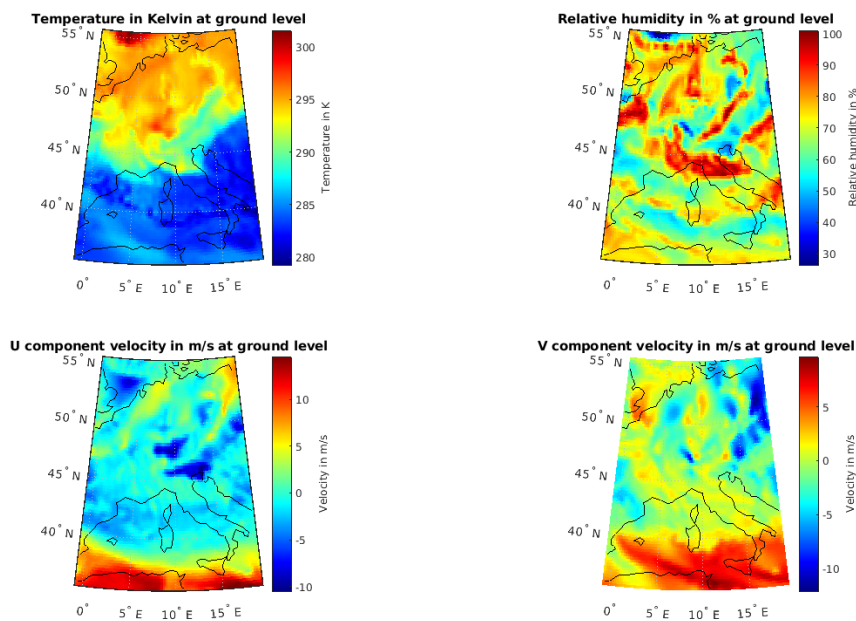 Temperature in Kelvin at ground level
55° N
50° N
45° N
40° N
0°
5° E
10° E
15° E
300
295
290
285
280
Temperature in K
Relative humidity in % at ground level
55° N
50° N
45° N
40° N
0°
5° E
10° E
15° E
100
90
80
70
60
50
40
30
Relative humidity in %
U component velocity in m/s at ground level
55° N
50° N
45° N
40° N
0°
5° E
10° E
15° E
10
5
0
-5
-10
Velocity in m/s
V component velocity in m/s at ground level
55° N
50° N
45° N
40° N
0°
5° E
10° E
15° E
5
0
-5
-10
Velocity in m/s